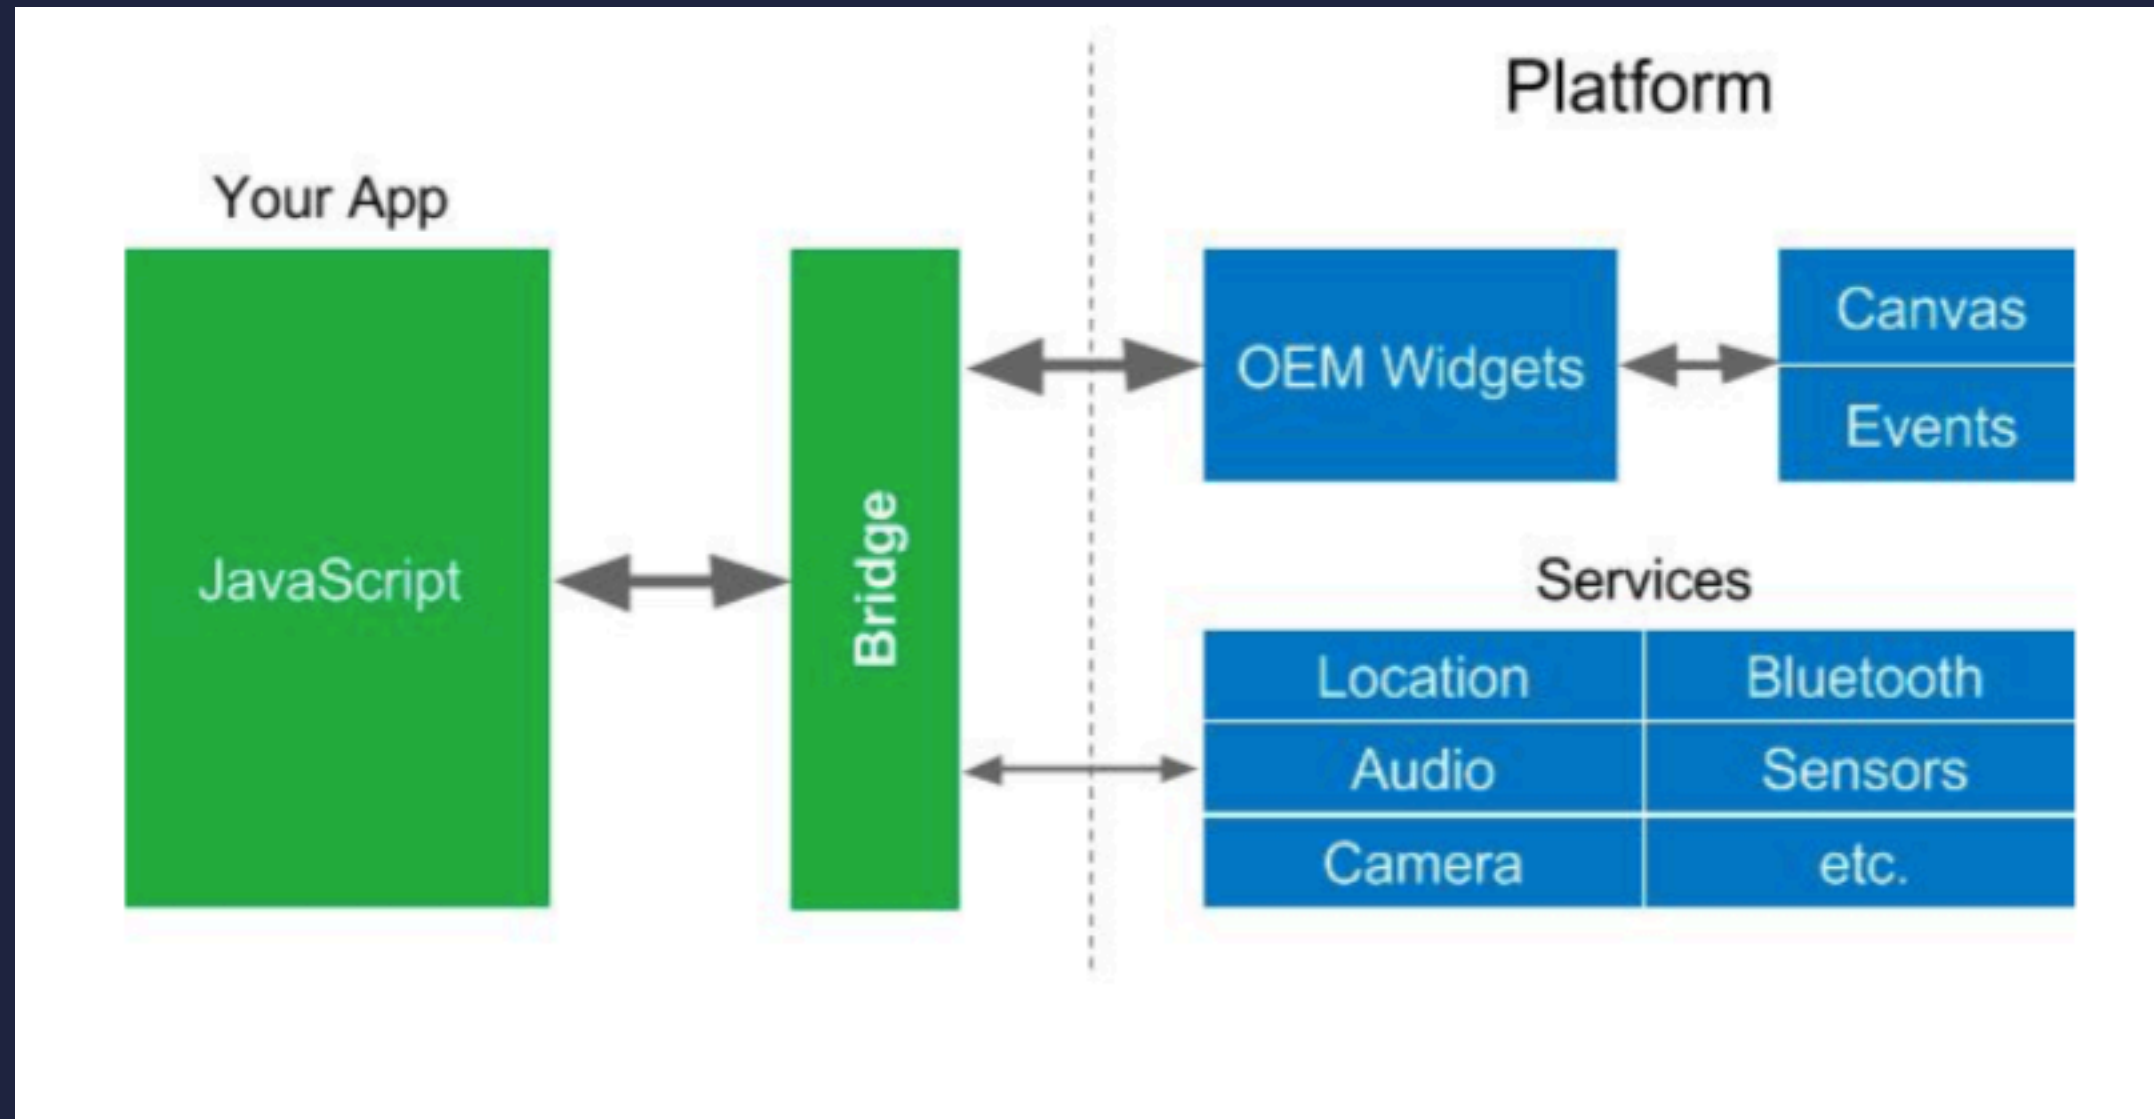 Platform
Your App
JavaScript
Bridge
OEM Widgets
Canvas
Events
Services
Location
Bluetooth
Audio
Sensors
Camera
etc.